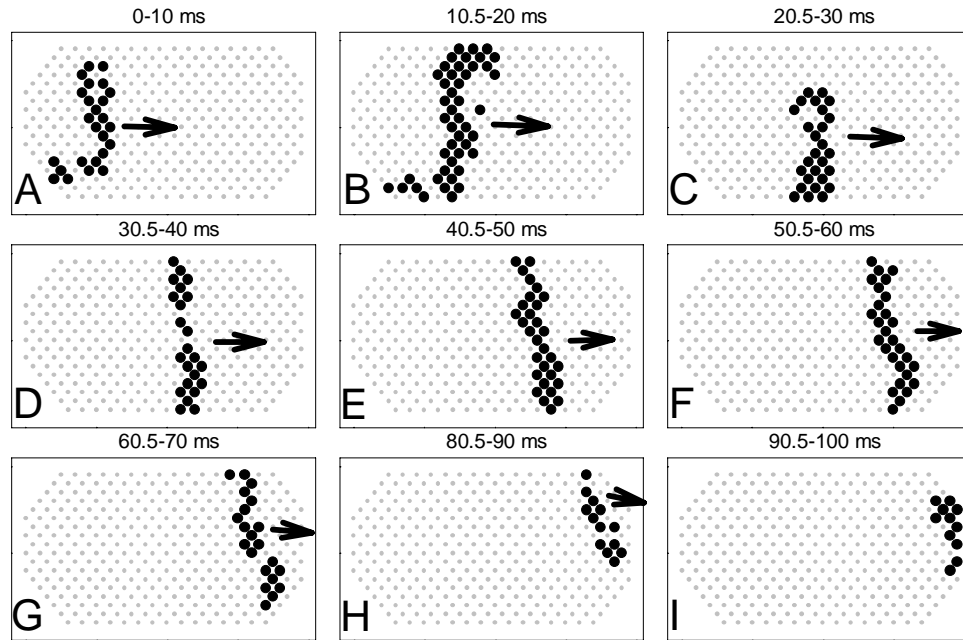 0-10 ms
10.5-20 ms
20.5-30 ms
A
B
C
30.5-40 ms
40.5-50 ms
50.5-60 ms
D
E
F
60.5-70 ms
80.5-90 ms
90.5-100 ms
G
H
I